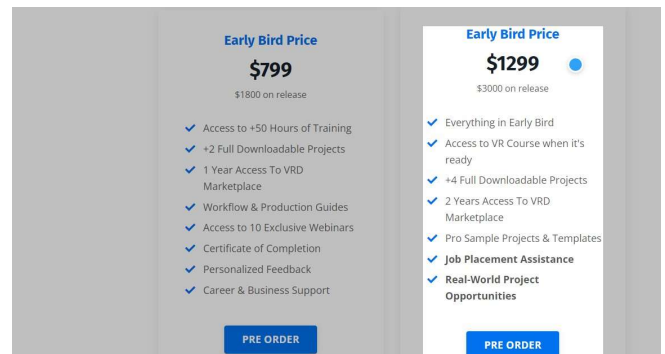 Early Bird Price
$799
$1800 on release
Access to +50 Hours of Training
+2 Full Downloadable Projects
1 Year Access To VRD
Marketplace
Workflow & Production Guides
Access to 10 Exclusive Webinars
Certificate of Completion
Personalized Feedback
Career & Business Support
PRE ORDER
Early Bird Price
$1299
$3000 on release
Everything in Early Bird
Access to VR Course when it's
ready
+4 Full Downloadable Projects
2 Years Access To VRD
Marketplace
Pro Sample Projects & Templates
Job Placement Assistance
Real-World Project
Opportunities
PRE ORDER